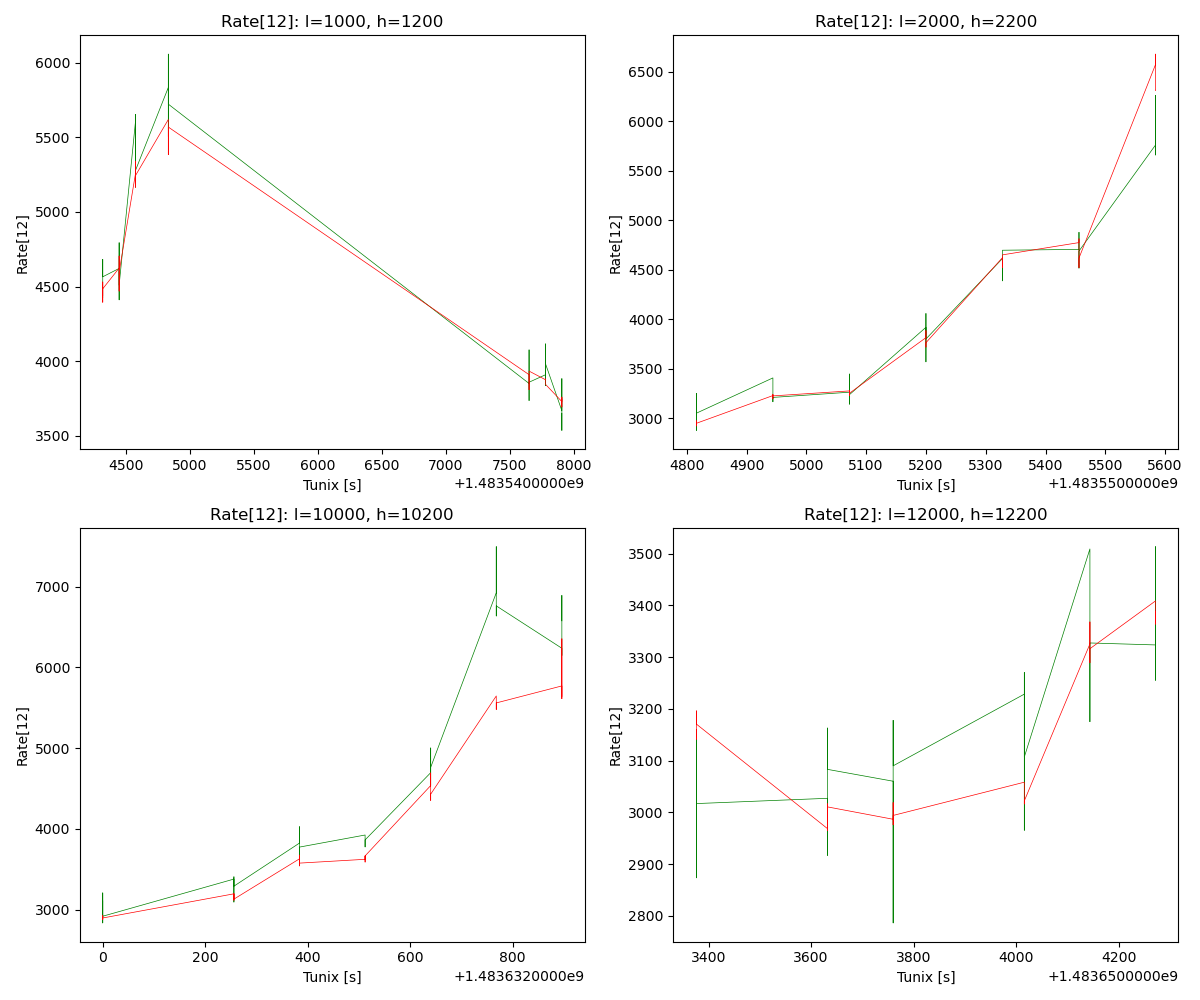 Rate[12]: l=1000, h=1200
Rate[12]
6000
5500
5000
4500
4000
3500
4500 5000 5500 6000 6500 7000 7500 8000
Tunix [s]
+1.4835400000e9
Rate[12]: l=2000, h=2200
Rate[12]
6500
6000
5500
5000
4500
4000
3500
3000
4800 4900 5000 5100 5200 5300 5400 5500 5600
Tunix [s]
+1.4835500000e9
Rate[12]: l=10000, h=10200
Rate[12]
7000
6000
5000
4000
3000
0 200 400 600 800
Tunix [s]
+1.4836320000e9
Rate[12]: l=12000, h=12200
Rate[12]
3500
3400
3300
3200
3100
3000
2900
2800
3400 3600 3800 4000 4200
Tunix [s]
+1.4836500000e9